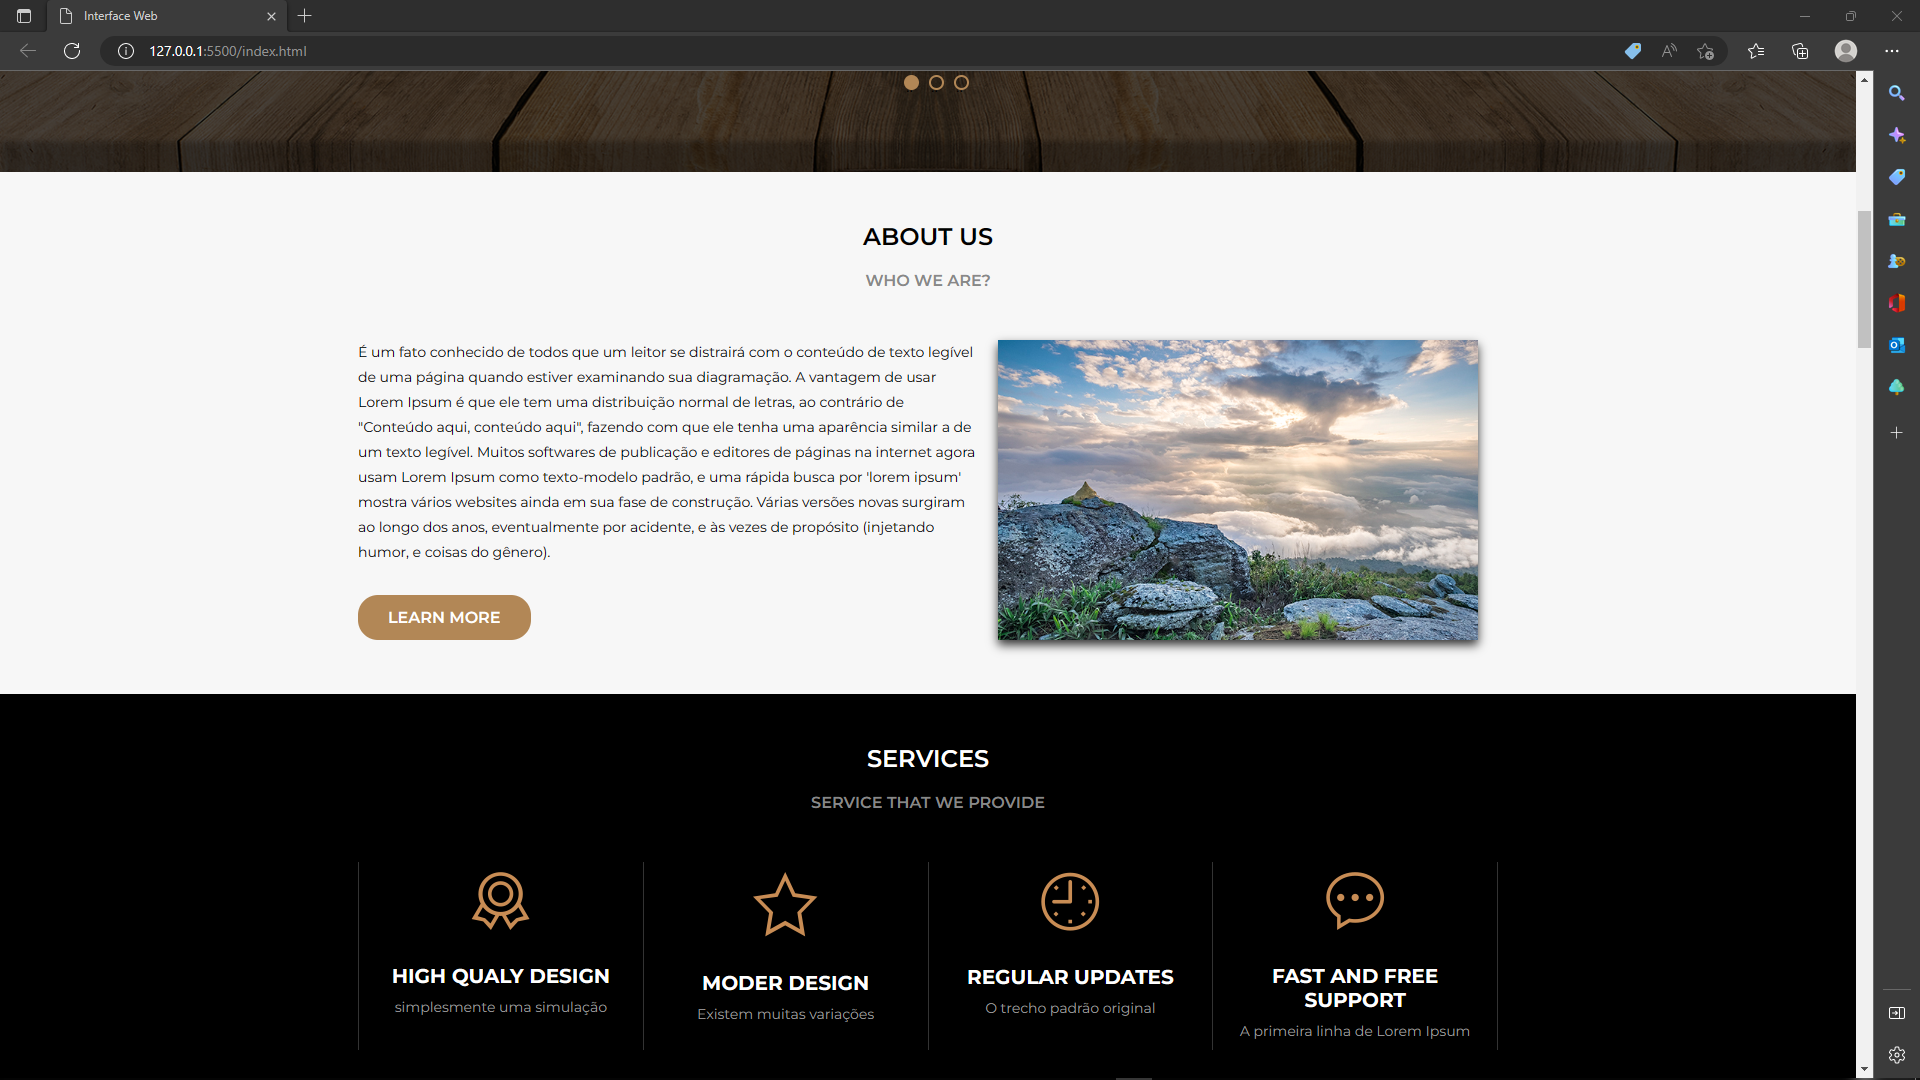 Interface Web
127.0.0.1:5500/index.html
ABOUT US
WHO WE ARE?
É um fato conhecido de todos que um leitor se distrairá com o conteúdo de texto legível
de uma página quando estiver examinando sua diagramação. A vantagem de usar
Lorem Ipsum é que ele tem uma distribuição normal de letras, ao contrário de
"Conteúdo aqui, conteúdo aqui", fazendo com que ele tenha uma aparência similar a de
um texto legível. Muitos softwares de publicação e editores de páginas na internet agora
usam Lorem Ipsum como texto-modelo padrão, e uma rápida busca por 'lorem ipsum'
mostra vários websites ainda em sua fase de construção. Várias versões novas surgiram
ao longo dos anos, eventualmente por acidente, e às vezes de propósito (injetando
humor, e coisas do gênero).
LEARN MORE
SERVICES
SERVICE THAT WE PROVIDE
HIGH QUALY DESIGN
simplesmente uma simulação
MODER DESIGN
Existem muitas variações
REGULAR UPDATES
O trecho padrão original
FAST AND FREE
SUPPORT
A primeira linha de Lorem Ipsum